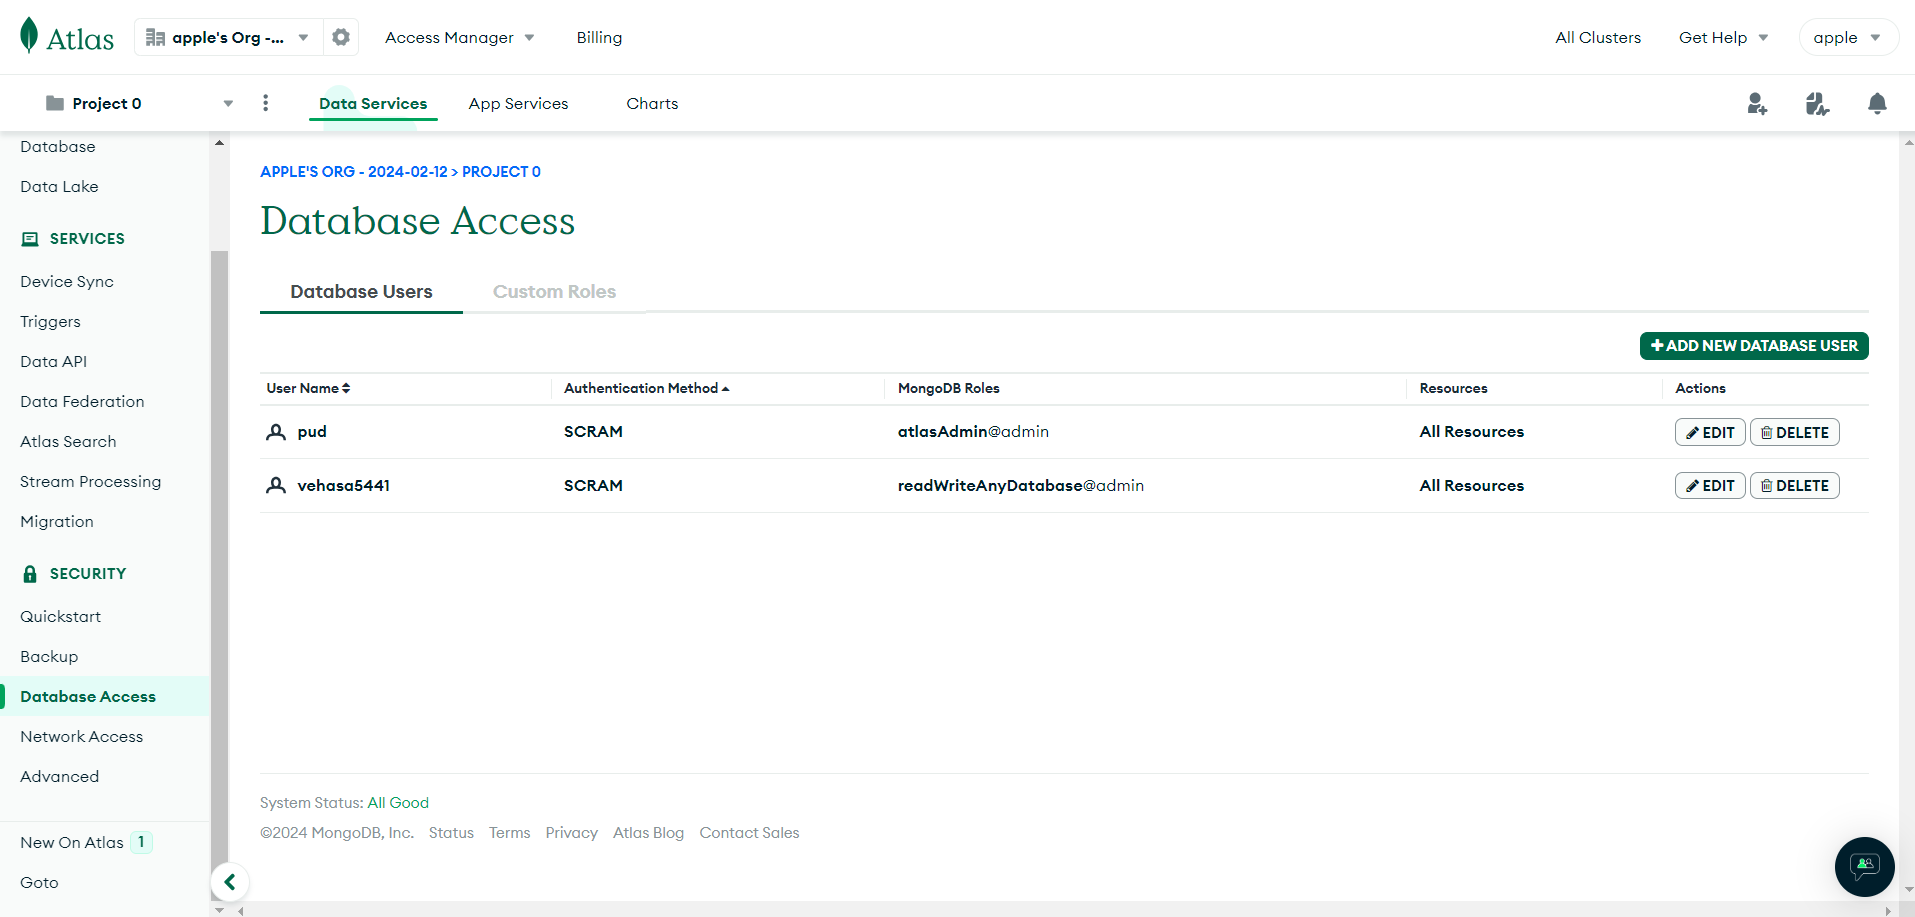 Atlas
apple's Org -...
Access Manager
Billing
All Clusters
Get Help
apple
Project 0
Data Services
App Services
Charts
Database
Data Lake
SERVICES
Device Sync
Triggers
Data API
Data Federation
Atlas Search
Stream Processing
Migration
SECURITY
Quickstart
Backup
Database Access
Network Access
Advanced
New On Atlas 1
Goto
APPLE'S ORG - 2024-02-12 > PROJECT 0
Database Access
Database Users
Custom Roles
+ ADD NEW DATABASE USER
User Name
Authentication Method
MongoDB Roles
Resources
Actions
pud
SCRAM
atlasAdmin@admin
All Resources
EDIT
DELETE
vehasa5441
SCRAM
readWriteAnyDatabase@admin
All Resources
EDIT
DELETE
System Status: All Good
©2024 MongoDB, Inc. Status Terms Privacy Atlas Blog Contact Sales